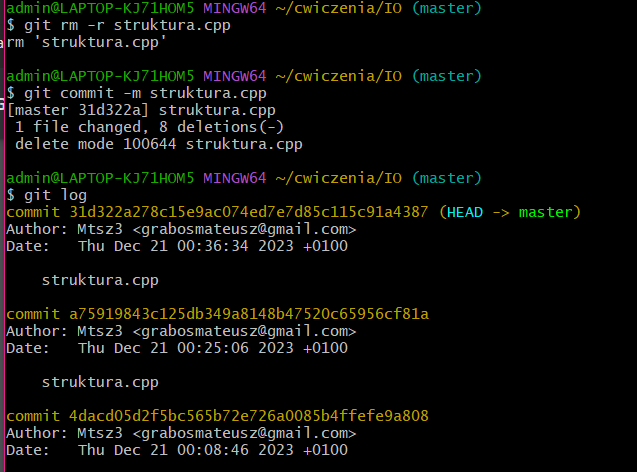 admin@LAPTOP-KJ71HOM5 MINGW64 ~/cwiczenia/IO (master)
$ git rm -r struktura.cpp
rm 'struktura.cpp'
admin@LAPTOP-KJ71HOM5 MINGW64 ~/cwiczenia/IO (master)
$ git commit -m struktura.cpp
[master 31d322a] struktura.cpp
 1 file changed, 8 deletions(-)
 delete mode 100644 struktura.cpp
admin@LAPTOP-KJ71HOM5 MINGW64 ~/cwiczenia/IO (master)
$ git log
commit 31d322a278c15e9ac074ed7e7d85c115c91a4387 (HEAD -> master)
Author: Mtsz3 <grabosmateusz@gmail.com>
Date:   Thu Dec 21 00:36:34 2023 +0100
    struktura.cpp
commit a75919843c125db349a8148b47520c65956cf81a
Author: Mtsz3 <grabosmateusz@gmail.com>
Date:   Thu Dec 21 00:25:06 2023 +0100
    struktura.cpp
commit 4dacd05d2f5bc565b72e726a0085b4ffefe9a808
Author: Mtsz3 <grabosmateusz@gmail.com>
Date:   Thu Dec 21 00:08:46 2023 +0100